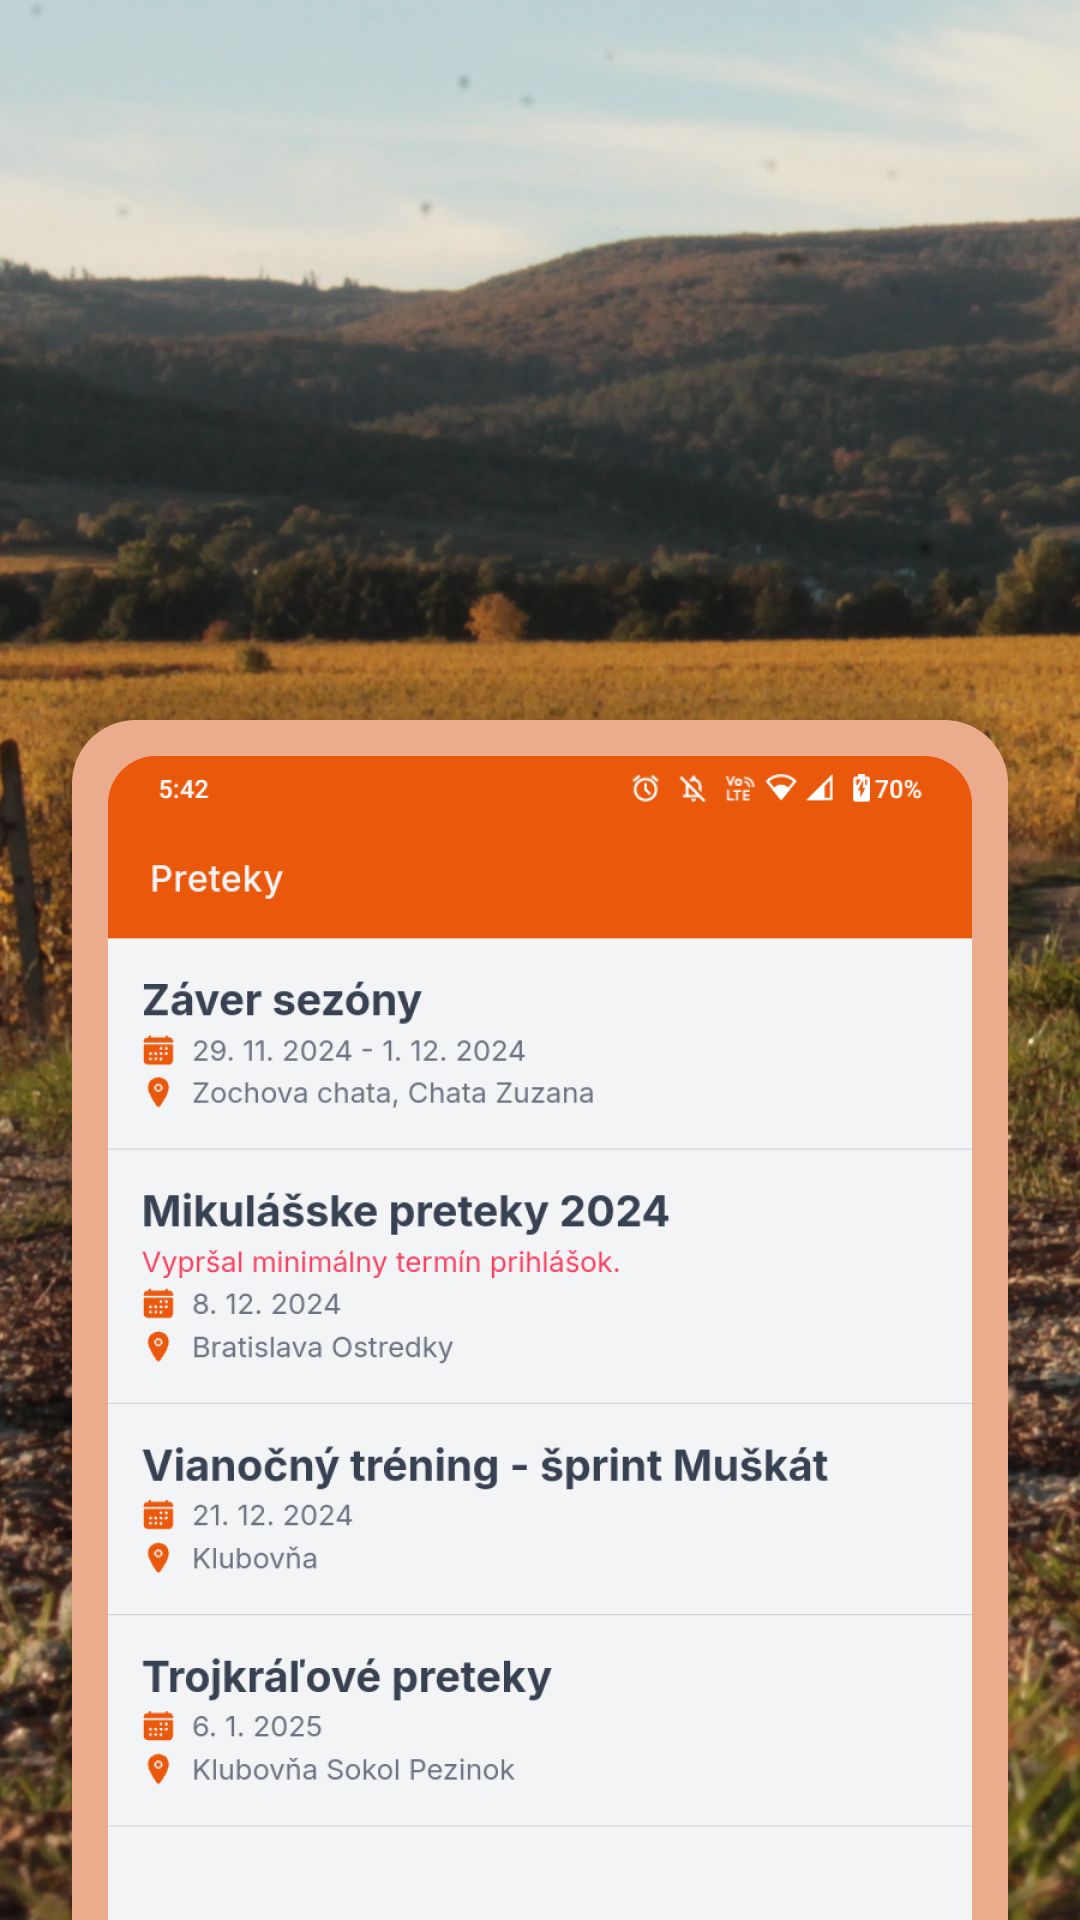 5:42
Vo LTE 70%
Preteky
Záver sezóny
29. 11. 2024 - 1. 12. 2024
Zochova chata, Chata Zuzana
Mikulášske preteky 2024
Vypršal minimálny termín prihlášok.
8. 12. 2024
Bratislava Ostredky
Vianočný tréning - šprint Muškát
21. 12. 2024
Klubovňa
Trojkráľové preteky
6. 1. 2025
Klubovňa Sokol Pezinok